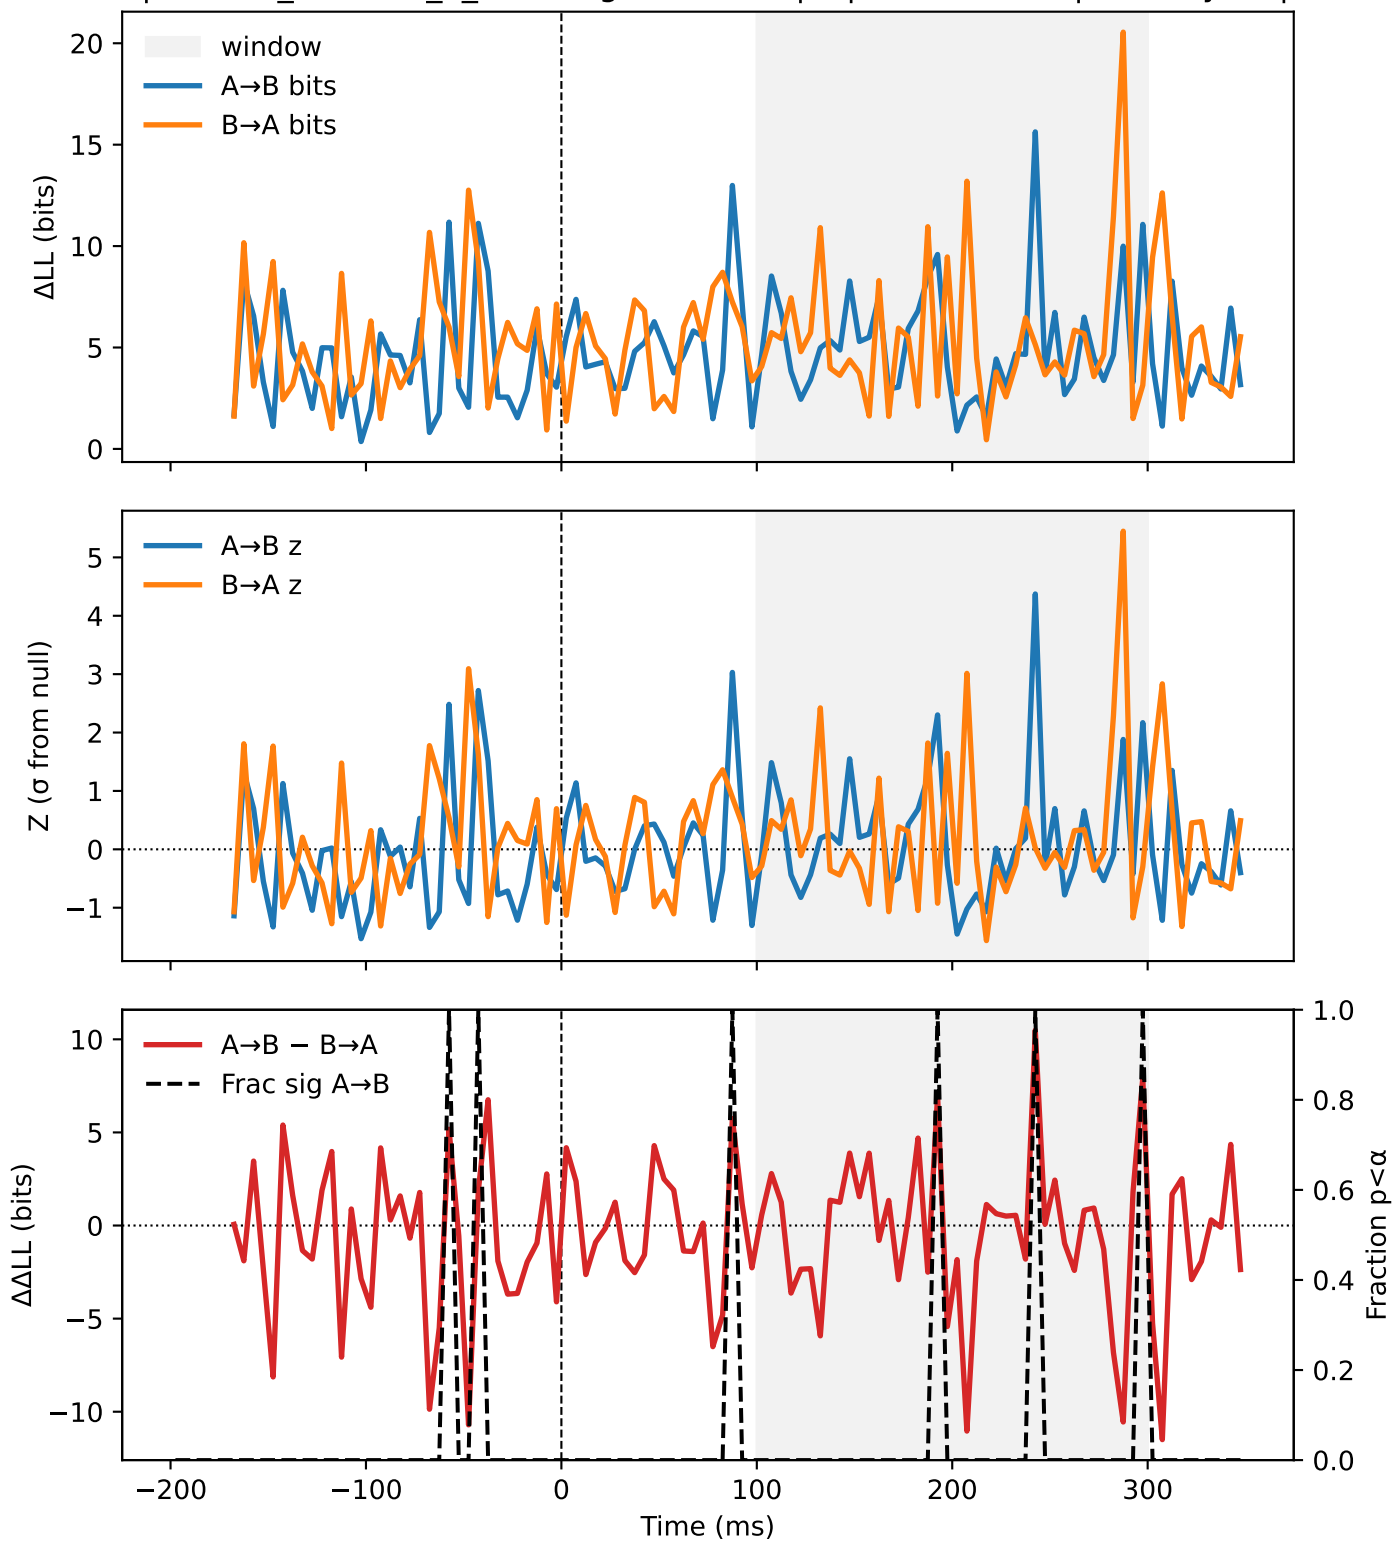 20
15
10
5
0
ΔLL (bits)
window
A→B bits
B→A bits
5
4
3
2
1
0
−1
Z (σ from null)
A→B z
B→A z
10
5
0
−5
−10
ΔΔLL (bits)
A→B − B→A
Frac sig A→B
1.0
0.8
0.6
0.4
0.2
0.0
Fraction p<α
−200 −100 0 100 200 300
Time (ms)